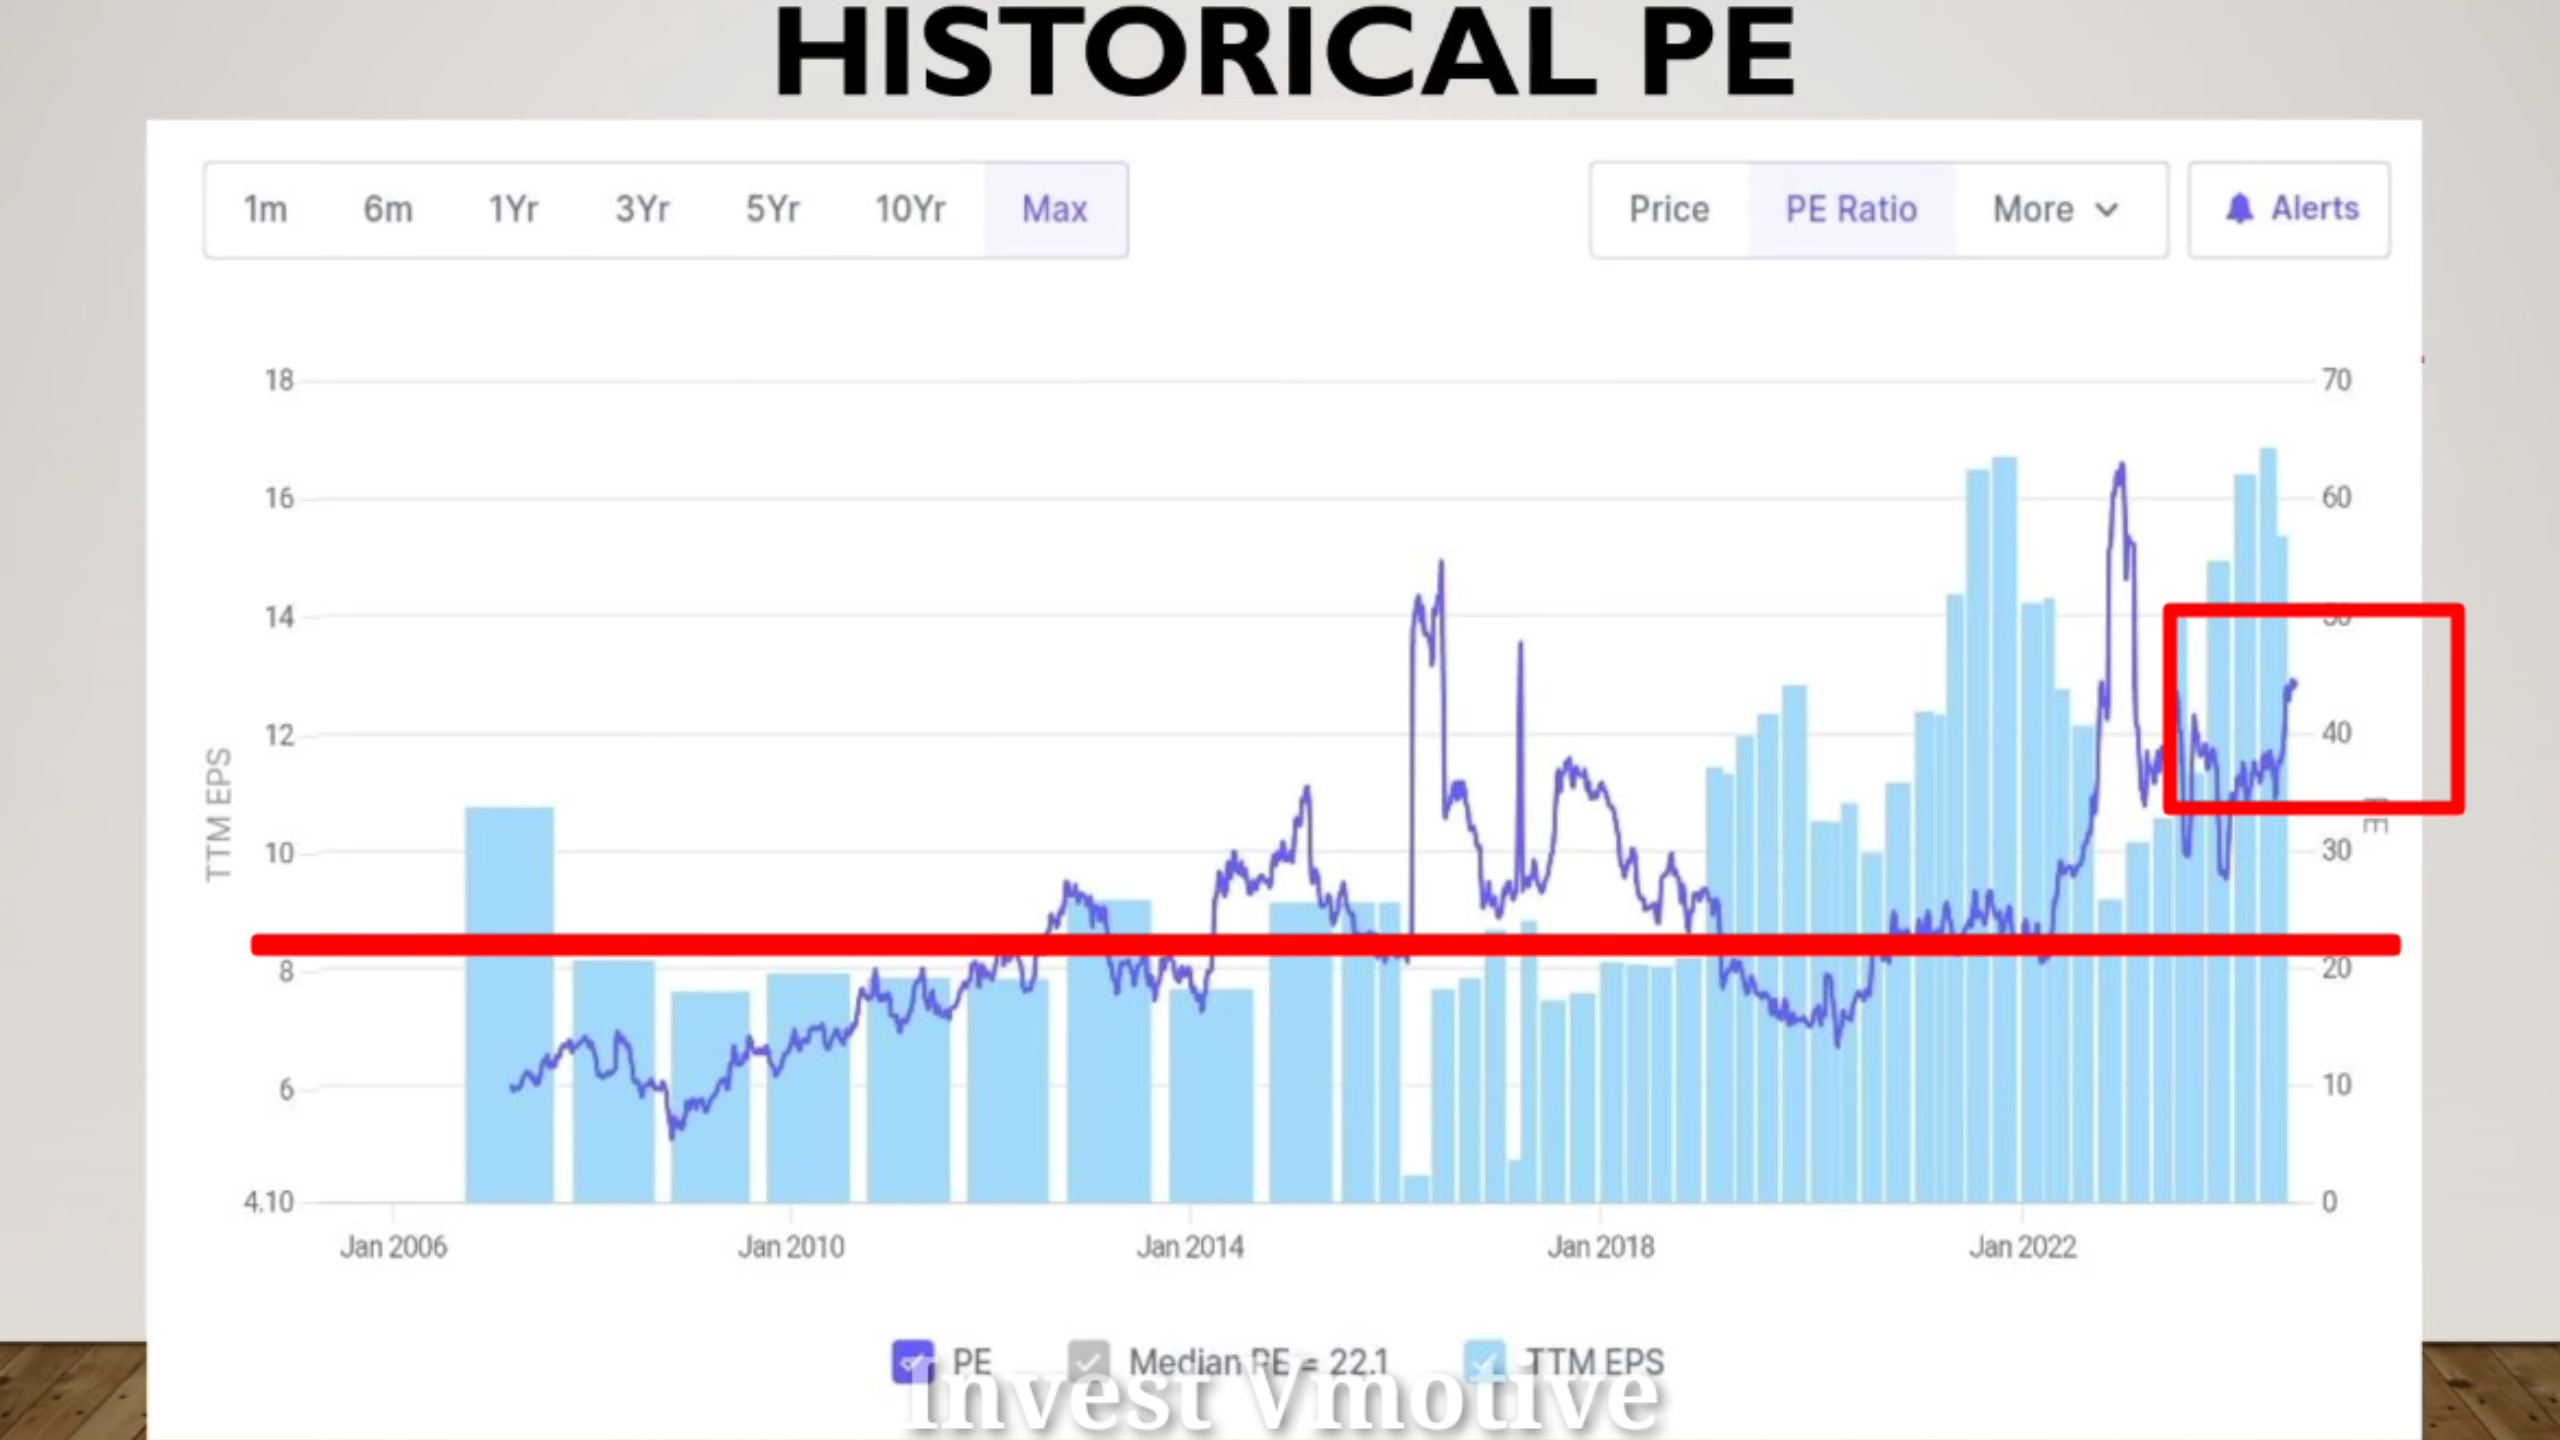 HISTORICAL PE
1m 6m 1Yr 3Yr 5Yr 10Yr Max Price PE Ratio More Alerts
18 70
16 60
14 50
12 40
10 30
8 20
6 10
4.10 0
TTM EPS
PE
Jan 2006 Jan 2010 Jan 2014 Jan 2018 Jan 2022
PE Median PE = 22.1 TTM EPS
Invest Vmotive